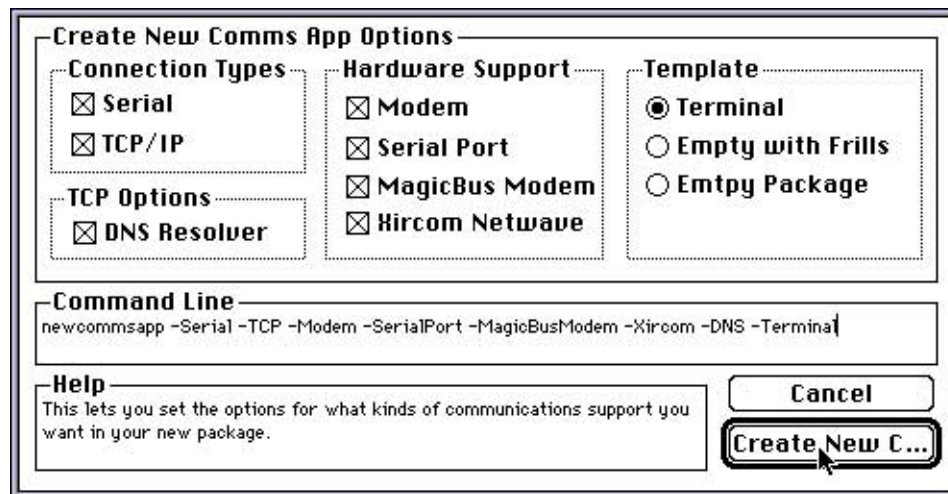 Create New Comms App Options
Connection Types
Serial
TCP/IP
TCP Options
DNS Resolver
Hardware Support
Modem
Serial Port
MagicBus Modem
Xircom Netwave
Template
Terminal
Empty with Frills
Emtpy Package
Command Line
newcommsapp -Serial -TCP -Modem -SerialPort -MagicBusModem -Xircom -DNS -Terminal
Help
This lets you set the options for what kinds of communications support you
want in your new package.
Cancel
Create New C...